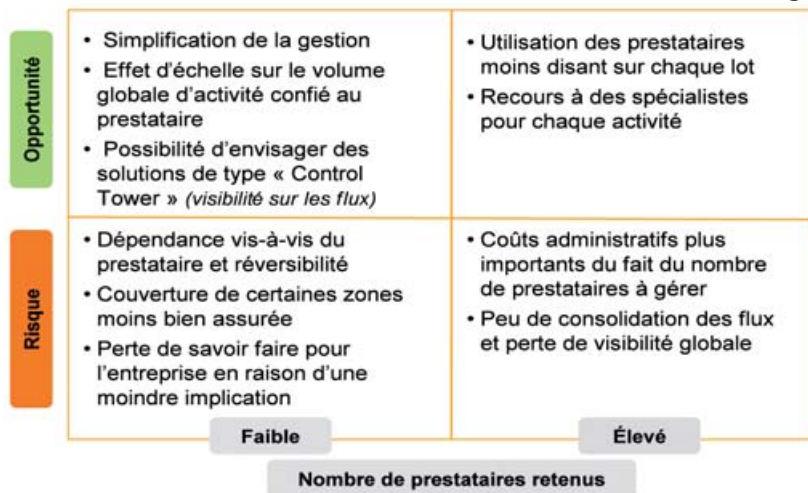 Opportunité
• Simplification de la gestion
• Effet d'échelle sur le volume
globale d'activité confié au
prestataire
• Possibilité d'envisager des
solutions de type « Control
Tower » (visibilité sur les flux)
• Utilisation des prestataires
moins disant sur chaque lot
• Recours à des spécialistes
pour chaque activité
Risque
• Dépendance vis-à-vis du
prestataire et réversibilité
• Couverture de certaines zones
moins bien assurée
• Perte de savoir faire pour
l'entreprise en raison d'une
moindre implication
• Coûts administratifs plus
importants du fait du nombre
de prestataires à gérer
• Peu de consolidation des flux
et perte de visibilité globale
Faible
Élevé
Nombre de prestataires retenus